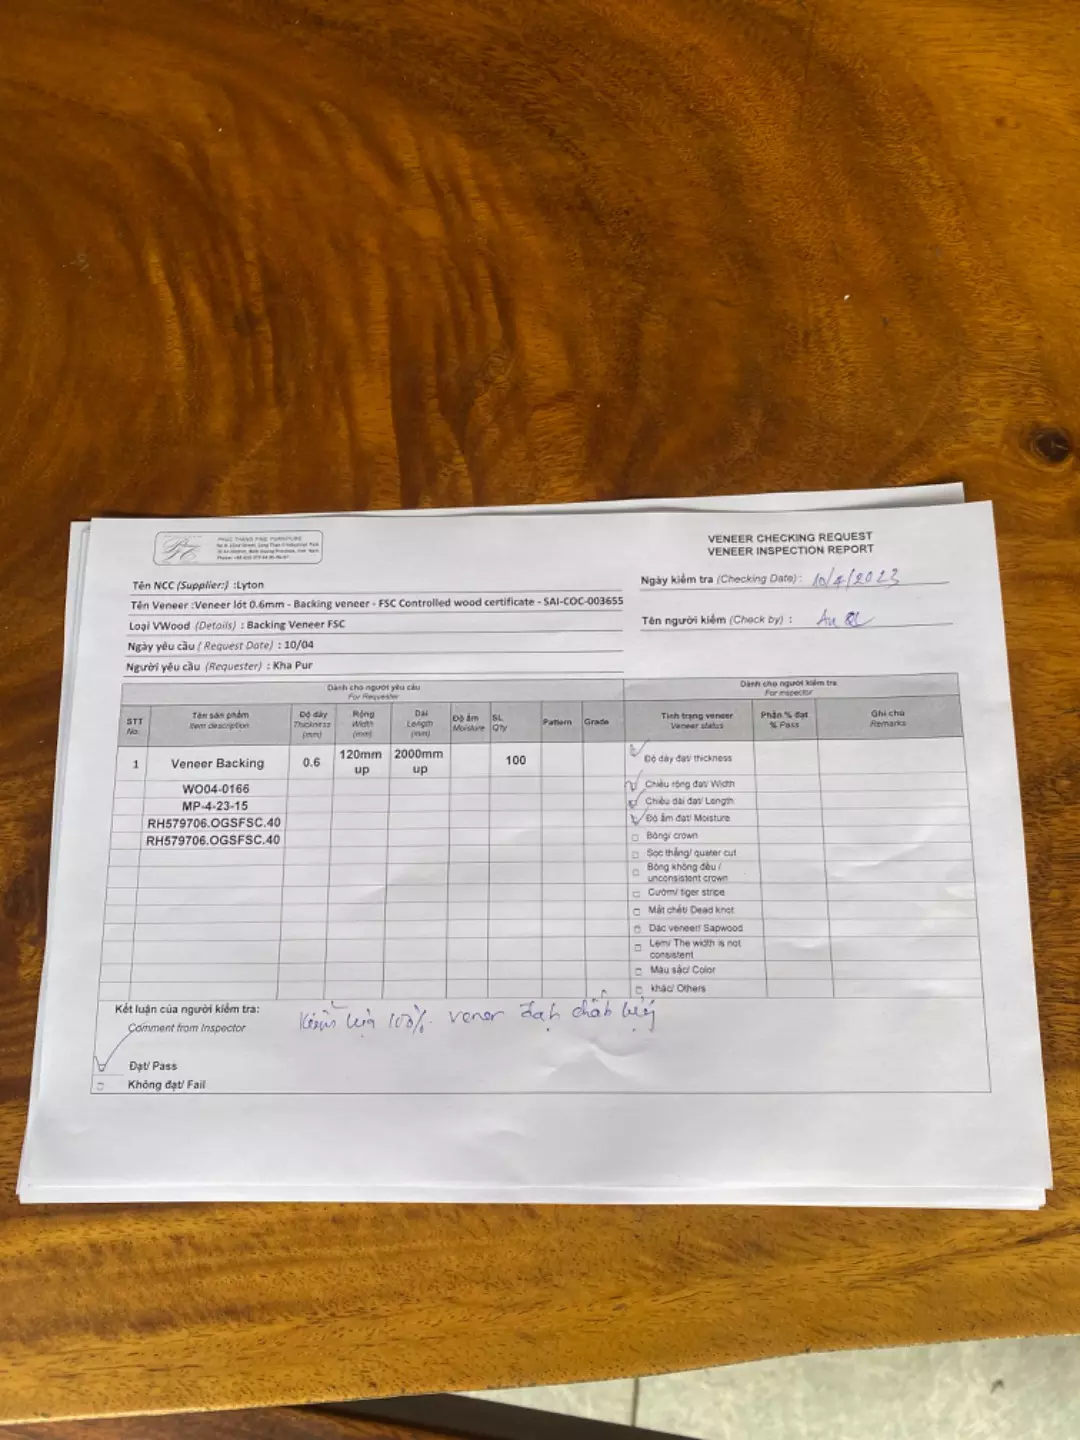 PHUC THANG FINE FURNITURE
VENEER CHECKING REQUEST
VENEER INSPECTION REPORT
Tên NCC (Supplier:) :Lyton
Ngày kiểm tra (Checking Date) : 10/4/2023
Tên Veneer :Veneer lót 0.6mm - Backing veneer - FSC Controlled wood certificate - SAI-COC-003655
Tên người kiểm (Check by) :
Loại VWood (Details) : Backing Veneer FSC
Ngày yêu cầu ( Request Date) : 10/04
Người yêu cầu (Requester) : Kha Pur
Dành cho người yêu cầu
For Requester
Dành cho người kiểm tra
For inspector
STT No. Tên sản phẩm Item description Độ dày Thickness (mm) Rộng Width (mm) Dài Length (mm) Độ ẩm Moisture SL Qty Pattern Grade Tình trạng veneer Veneer status Phần % đạt % Pass Ghi chú Remarks
1 Veneer Backing 0.6 120mm up 2000mm up 100 Độ dày đạt/ thickness
WO04-0166 Chiều rộng đạt/ Width
MP-4-23-15 Chiều dài đạt/ Length
RH579706.OGSFSC.40 Độ ẩm đạt/ Moisture
RH579706.OGSFSC.40 Bông/ crown
Sọc thẳng/ quater cut
Bông không đều /
unconsistent crown
Cườm/ tiger stripe
Mắt chết/ Dead knot
Dác veneer/ Sapwood
Lẹm/ The width is not
consistent
Màu sắc/ Color
khác/ Others
Kết luận của người kiểm tra:
Comment from Inspector
100% vener đạt chất
Đạt/ Pass
Không đạt/ Fail